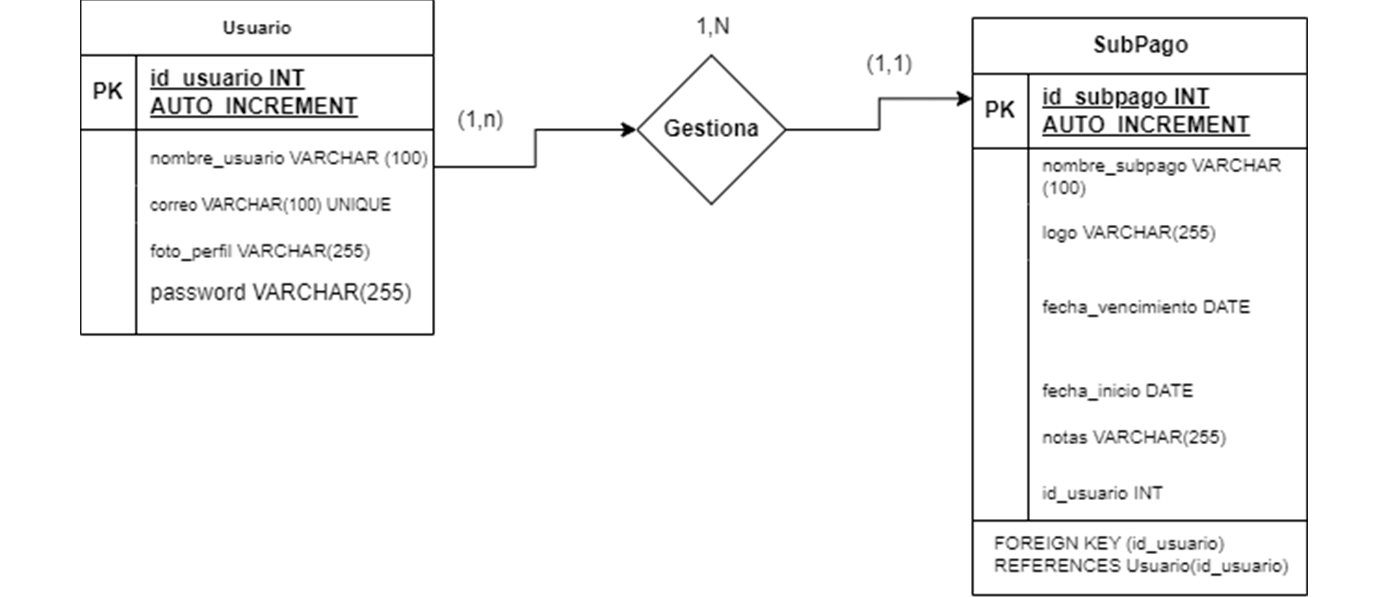 Usuario
PK
id_usuario INT
AUTO_INCREMENT
nombre_usuario VARCHAR (100)
correo VARCHAR(100) UNIQUE
foto_perfil VARCHAR(255)
password VARCHAR(255)
(1,n)
1,N
Gestiona
(1,1)
SubPago
PK
id_subpago INT
AUTO_INCREMENT
nombre_subpago VARCHAR
(100)
logo VARCHAR(255)
fecha_vencimiento DATE
fecha_inicio DATE
notas VARCHAR(255)
id_usuario INT
FOREIGN KEY (id_usuario)
REFERENCES Usuario(id_usuario)